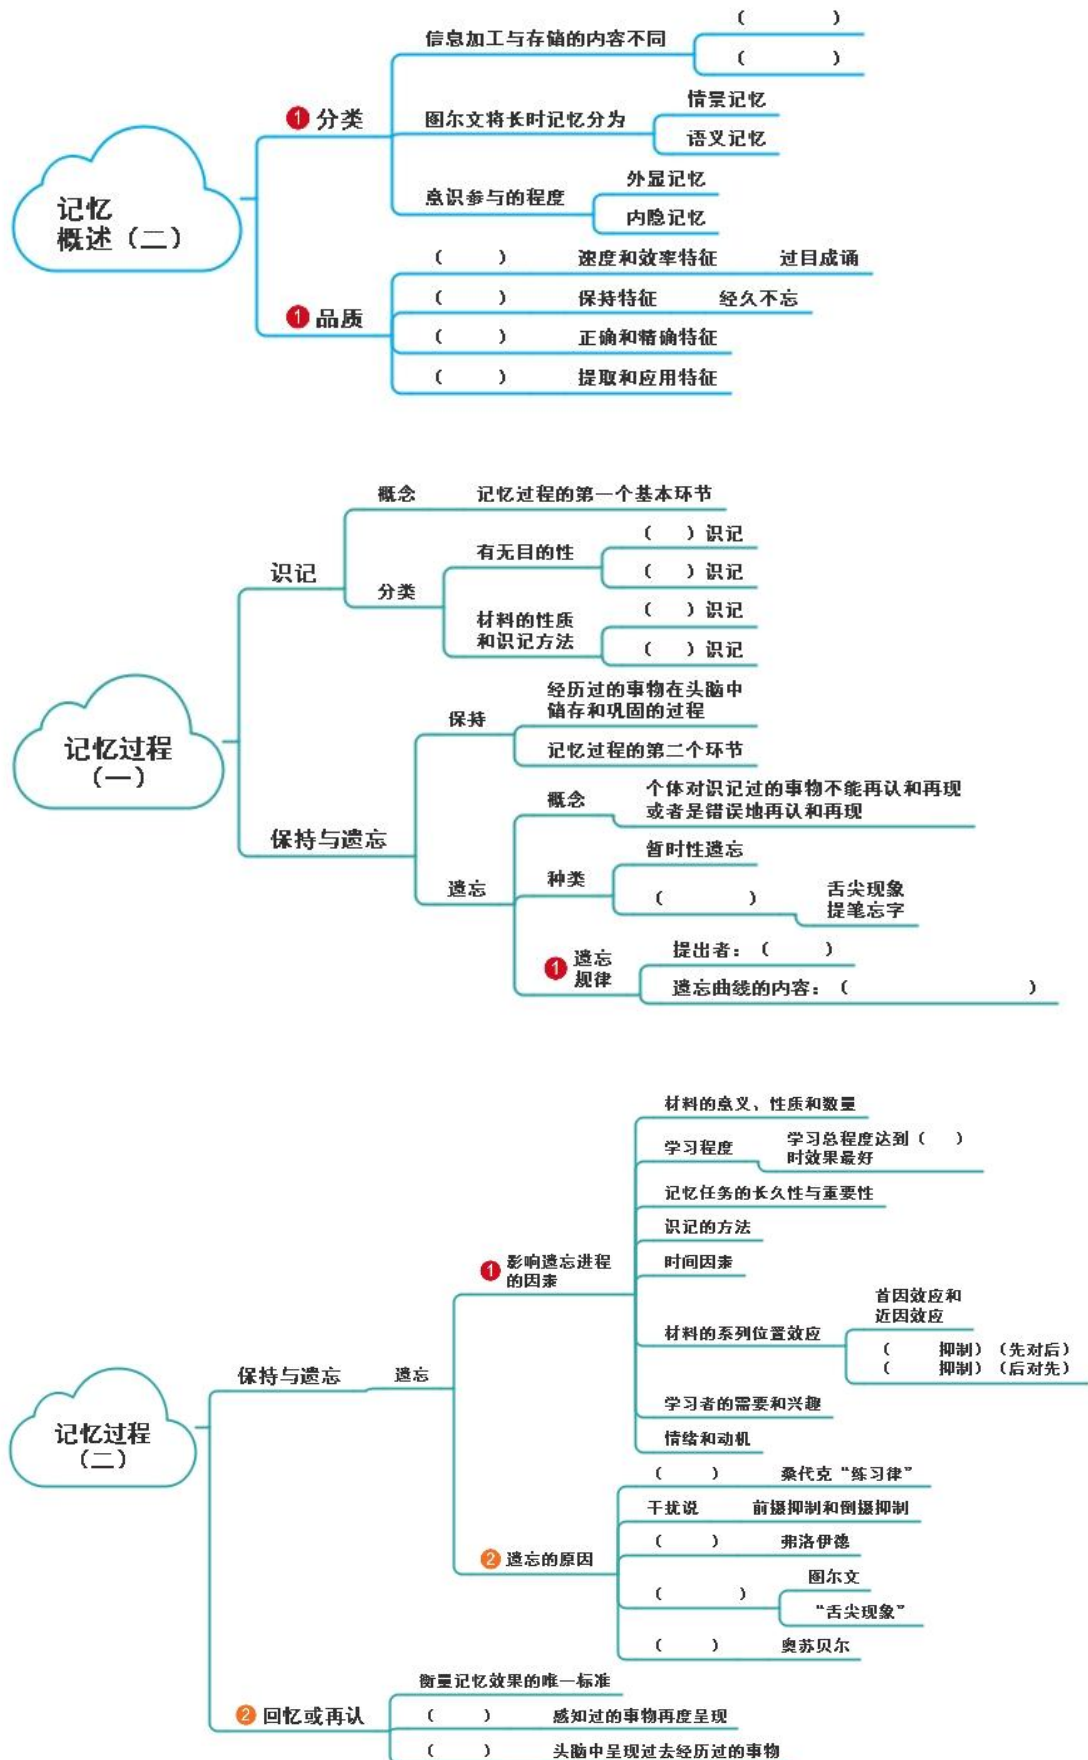 记忆
概述（二）
1 分类
信息加工与存储的内容不同
（　　　）
（　　　）
图尔文将长时记忆分为
情景记忆
语义记忆
意识参与的程度
外显记忆
内隐记忆
1 品质
（　　） 速度和效率特征 过目成诵
（　　） 保持特征 经久不忘
（　　） 正确和精确特征
（　　） 提取和应用特征
记忆过程
（一）
识记
概念 记忆过程的第一个基本环节
分类
有无目的性
（　）识记
（　）识记
材料的性质
和识记方法
（　）识记
（　）识记
保持与遗忘
保持
经历过的事物在头脑中
储存和巩固的过程
记忆过程的第二个环节
遗忘
概念
个体对识记过的事物不能再认和再现
或者是错误地再认和再现
种类
暂时性遗忘
（　　　）
舌尖现象
提笔忘字
1 遗忘
规律
提出者：（　　）
遗忘曲线的内容：（　　　　　　）
记忆过程
（二）
保持与遗忘
遗忘
1 影响遗忘进程
的因素
材料的意义、性质和数量
学习程度
学习总程度达到（　）
时效果最好
记忆任务的长久性与重要性
识记的方法
时间因素
材料的系列位置效应
首因效应和
近因效应
（　　抑制）（先对后）
（　　抑制）（后对先）
学习者的需要和兴趣
情绪和动机
2 遗忘的原因
（　　） 桑代克“练习律”
干扰说 前摄抑制和倒摄抑制
（　　） 弗洛伊德
（　　　）
图尔文
“舌尖现象”
（　　） 奥苏贝尔
2 回忆或再认
衡量记忆效果的唯一标准
（　　） 感知过的事物再度呈现
（　　） 头脑中呈现过去经历过的事物